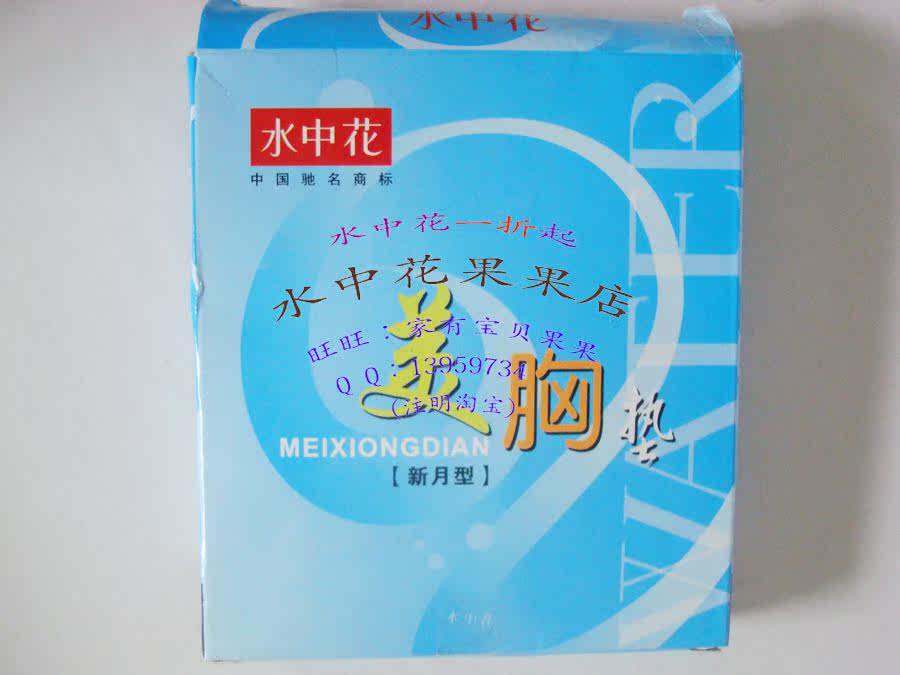 水中花
水中花
中国驰名商标
水中花一折起
水中花果果店
旺旺：家有宝贝果果
QQ：13959734
(注明淘宝)
美胸垫
MEIXIONGDIAN
【新月型】
WATER
水中花